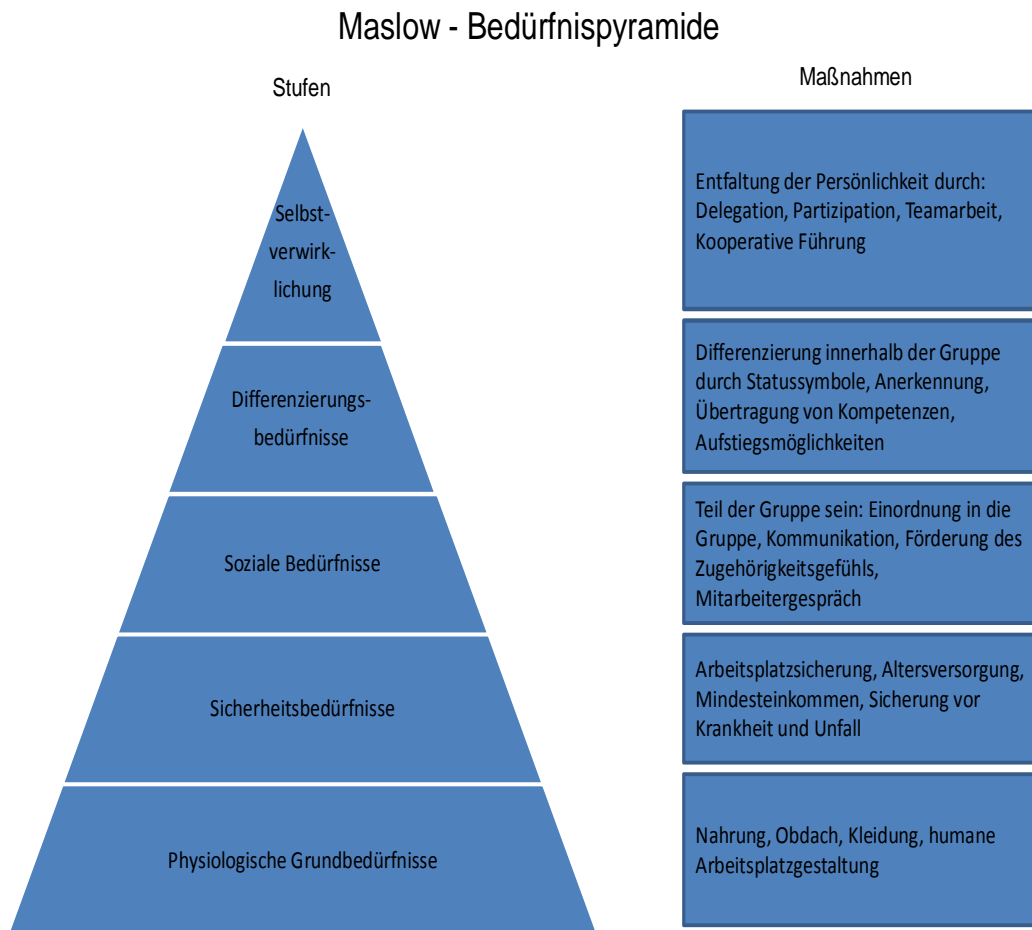 Maslow - Bedürfnispyramide
Stufen
Maßnahmen
Selbst-
verwirk-
lichung
Entfaltung der Persönlichkeit durch:
Delegation, Partizipation, Teamarbeit,
Kooperative Führung
Differenzierungs-
bedürfnisse
Differenzierung innerhalb der Gruppe
durch Statussymbole, Anerkennung,
Übertragung von Kompetenzen,
Aufstiegsmöglichkeiten
Soziale Bedürfnisse
Teil der Gruppe sein: Einordnung in die
Gruppe, Kommunikation, Förderung des
Zugehörigkeitsgefühls,
Mitarbeitergespräch
Sicherheitsbedürfnisse
Arbeitsplatzsicherung, Altersversorgung,
Mindesteinkommen, Sicherung vor
Krankheit und Unfall
Physiologische Grundbedürfnisse
Nahrung, Obdach, Kleidung, humane
Arbeitsplatzgestaltung